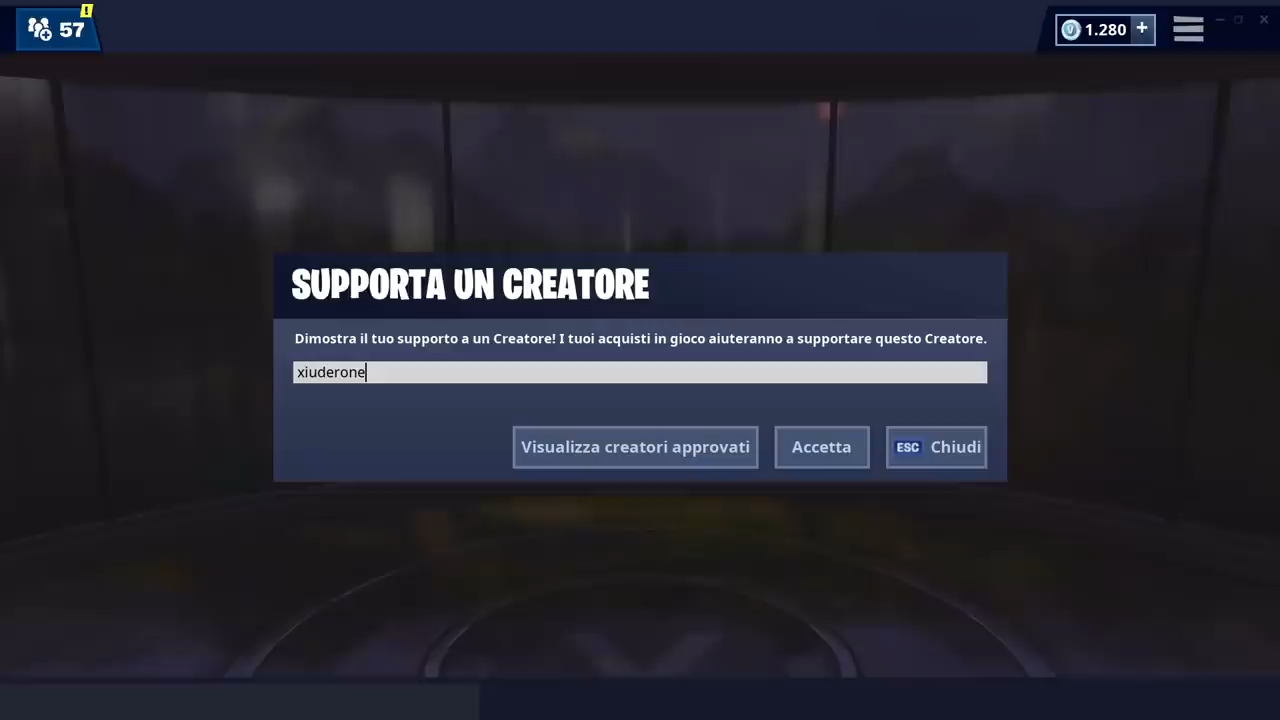 57
!
1.280 +
SUPPORTA UN CREATORE
Dimostra il tuo supporto a un Creatore! I tuoi acquisti in gioco aiuteranno a supportare questo Creatore.
xiuderone
Visualizza creatori approvati
Accetta
ESC Chiudi